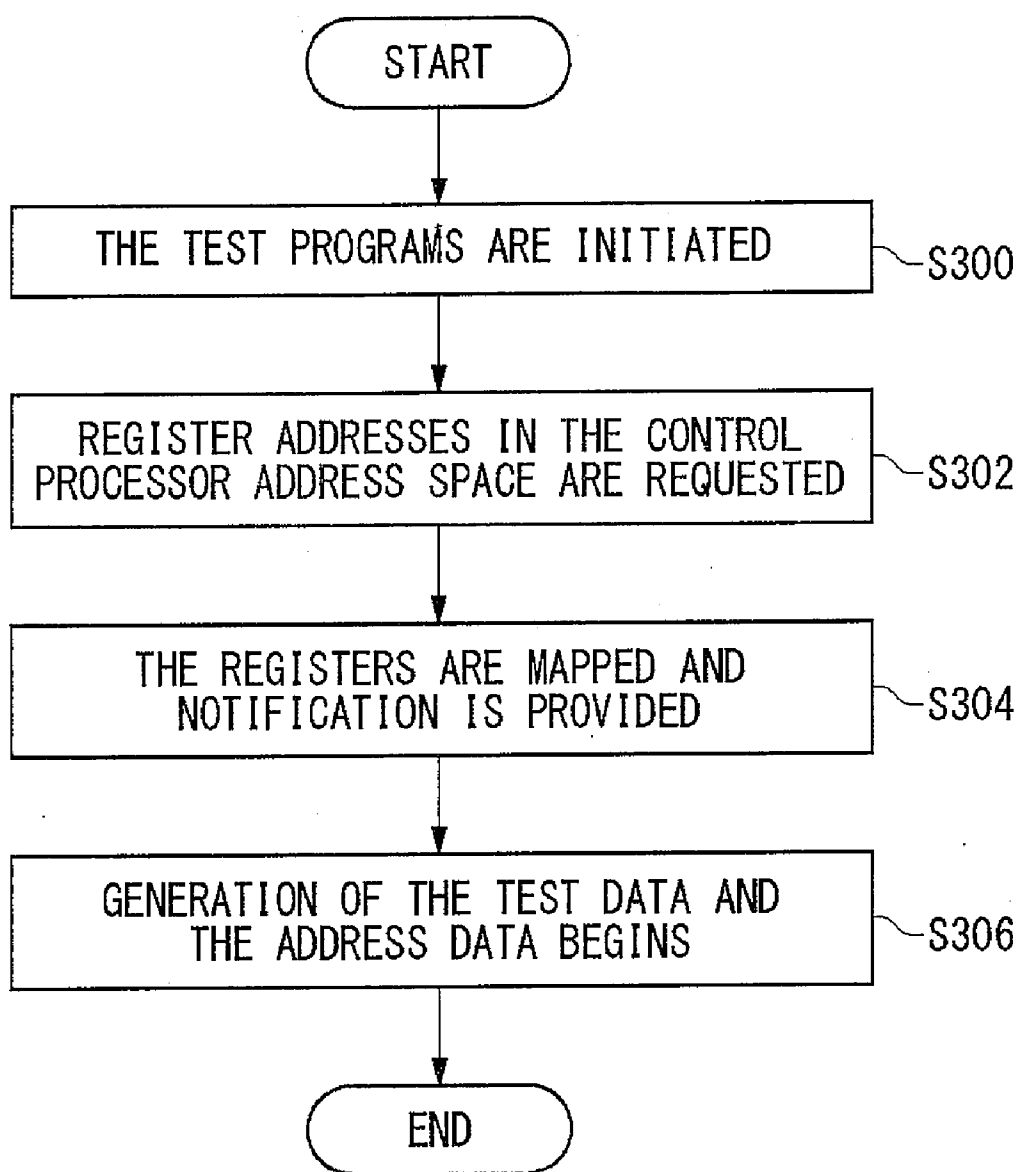 START
THE TEST PROGRAMS ARE INITIATED
S300
REGISTER ADDRESSES IN THE CONTROL
PROCESSOR ADDRESS SPACE ARE REQUESTED
S302
THE REGISTERS ARE MAPPED AND
NOTIFICATION IS PROVIDED
S304
GENERATION OF THE TEST DATA AND
THE ADDRESS DATA BEGINS
S306
END